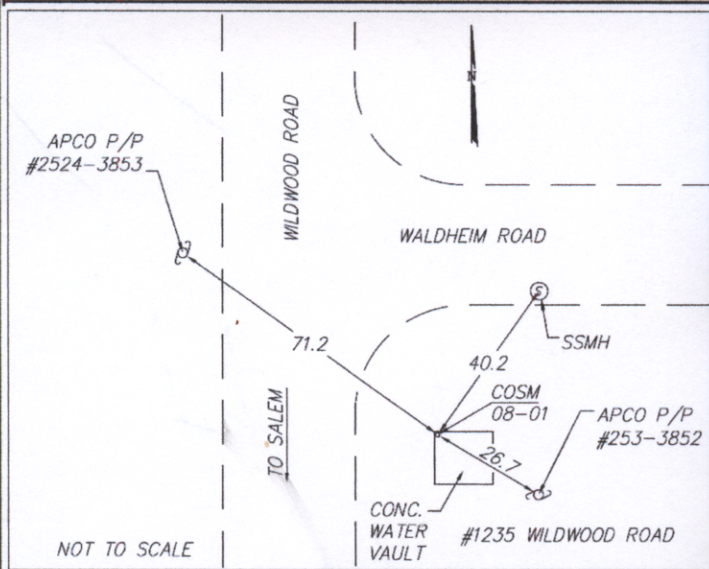 N
APCO P/P
#2524-3853
WILDWOOD ROAD
WALDHEIM ROAD
71.2
SSMH
40.2
COSM
08-01
APCO P/P
#253-3852
26.7
TO SALEM
CONC.
WATER
VAULT
#1235 WILDWOOD ROAD
NOT TO SCALE
S